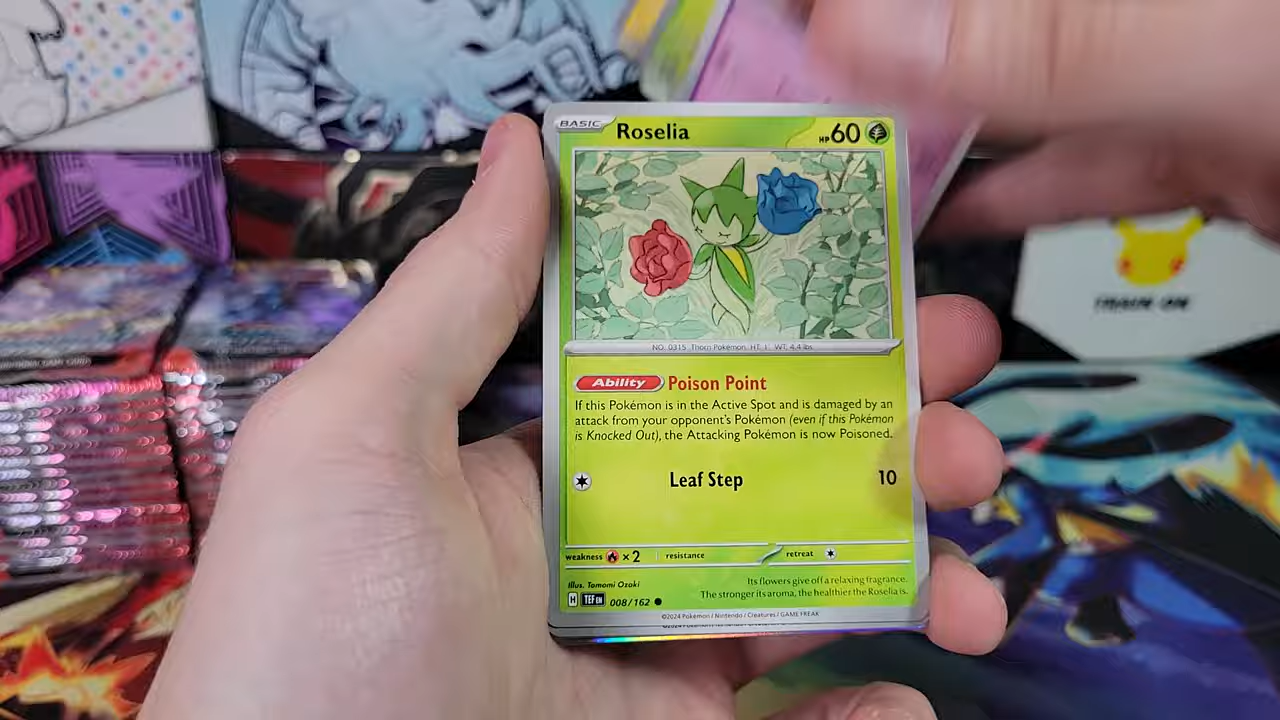 BASIC
Roselia
HP 60
NO. 0315 Thorn Pokémon HT: 1' WT: 4.4 lbs.
Ability Poison Point
If this Pokémon is in the Active Spot and is damaged by an
attack from your opponent's Pokémon (even if this Pokémon
is Knocked Out), the Attacking Pokémon is now Poisoned.
Leaf Step 10
weakness ×2 resistance retreat
Illus. Tomomi Ozaki
Its flowers give off a relaxing fragrance.
The stronger its aroma, the healthier the Roselia is.
H TEF EN 008/162
©2024 Pokémon / Nintendo / Creatures / GAME FREAK